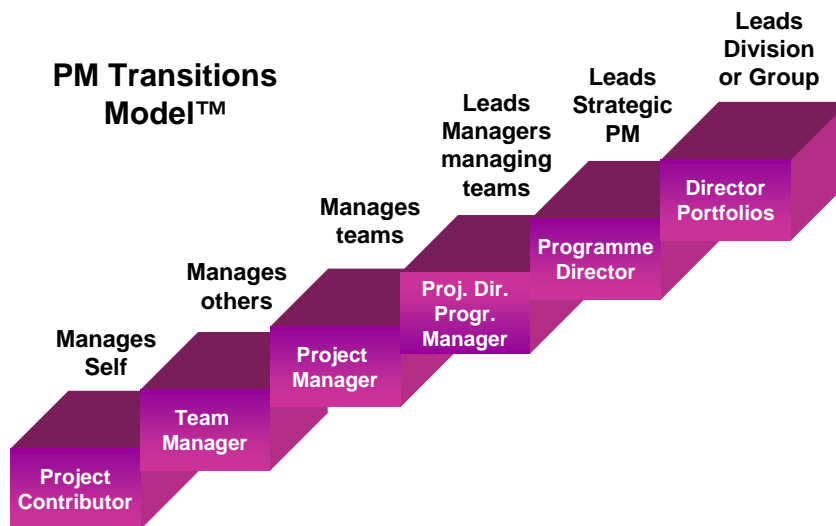 PM Transitions
Model™
Manages
Self
Manages
others
Manages
teams
Leads
Managers
managing
teams
Leads
Strategic
PM
Leads
Division
or Group
Project
Contributor
Team
Manager
Project
Manager
Proj. Dir.
Progr.
Manager
Programme
Director
Director
Portfolios